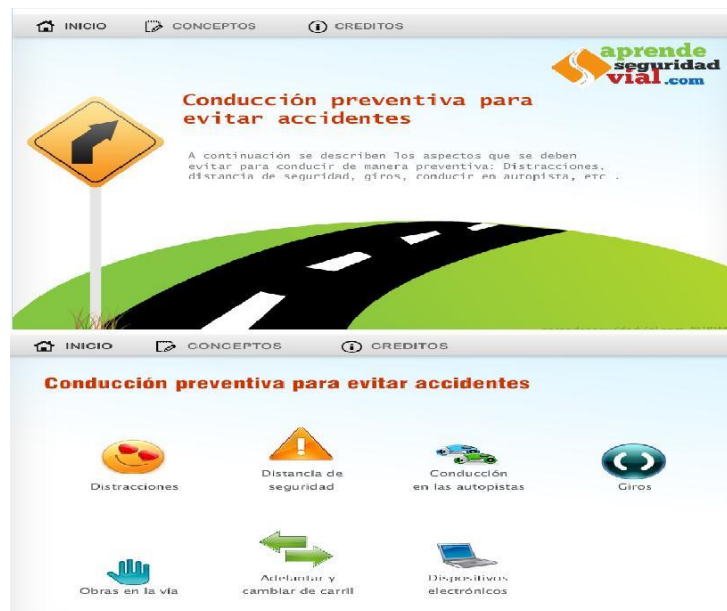 INICIO CONCEPTOS CREDITOS
aprende
seguridad
vial.com
Conducción preventiva para
evitar accidentes
A continuación se describen los aspectos que se deben
evitar para conducir de manera preventiva: Distracciones,
distancia de seguridad, giros, conducir en autopista, etc .
INICIO CONCEPTOS CREDITOS
Conducción preventiva para evitar accidentes
Distracciones
Distancia de
seguridad
Conducción
en las autopistas
Giros
Obras en la vía
Adelantar y
cambiar de carril
Dispositivos
electrónicos